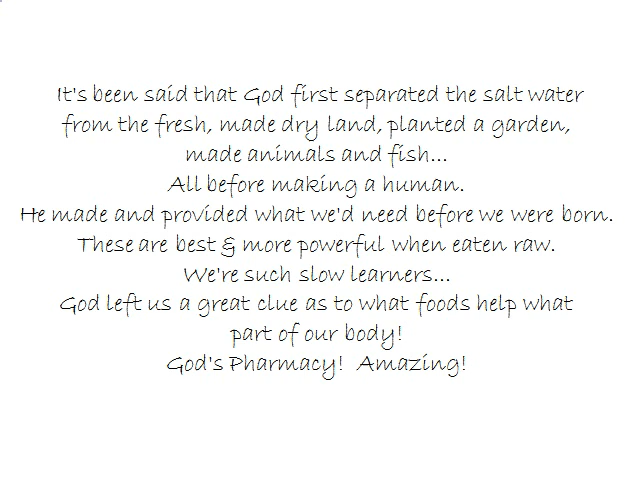 It's been said that God first separated the salt water
from the fresh, made dry land, planted a garden,
made animals and fish...
All before making a human.
He made and provided what we'd need before we were born.
These are best & more powerful when eaten raw.
We're such slow learners...
God left us a great clue as to what foods help what
part of our body!
God's Pharmacy!  Amazing!